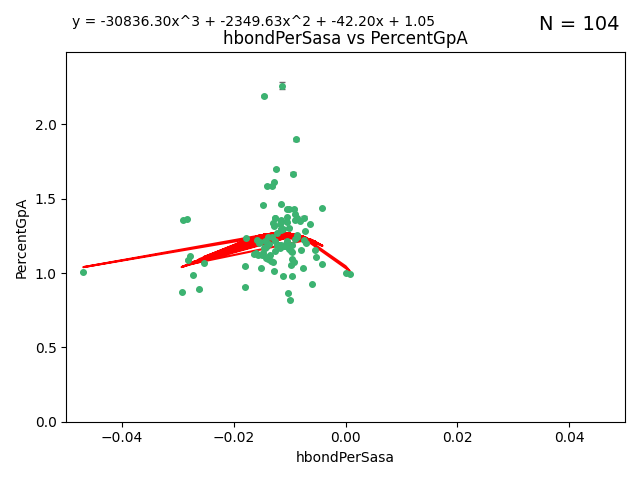 y = -30836.30x^3 + -2349.63x^2 + -42.20x + 1.05
N = 104
hbondPerSasa vs PercentGpA
PercentGpA
2.0
1.5
1.0
0.5
0.0
−0.04 −0.02 0.00 0.02 0.04
hbondPerSasa